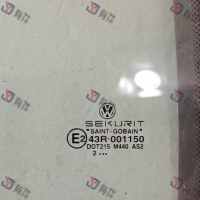 SEKURIT
SAINT-GOBAIN
E2 43R-001150
DOT215 M440 AS2
2 •••